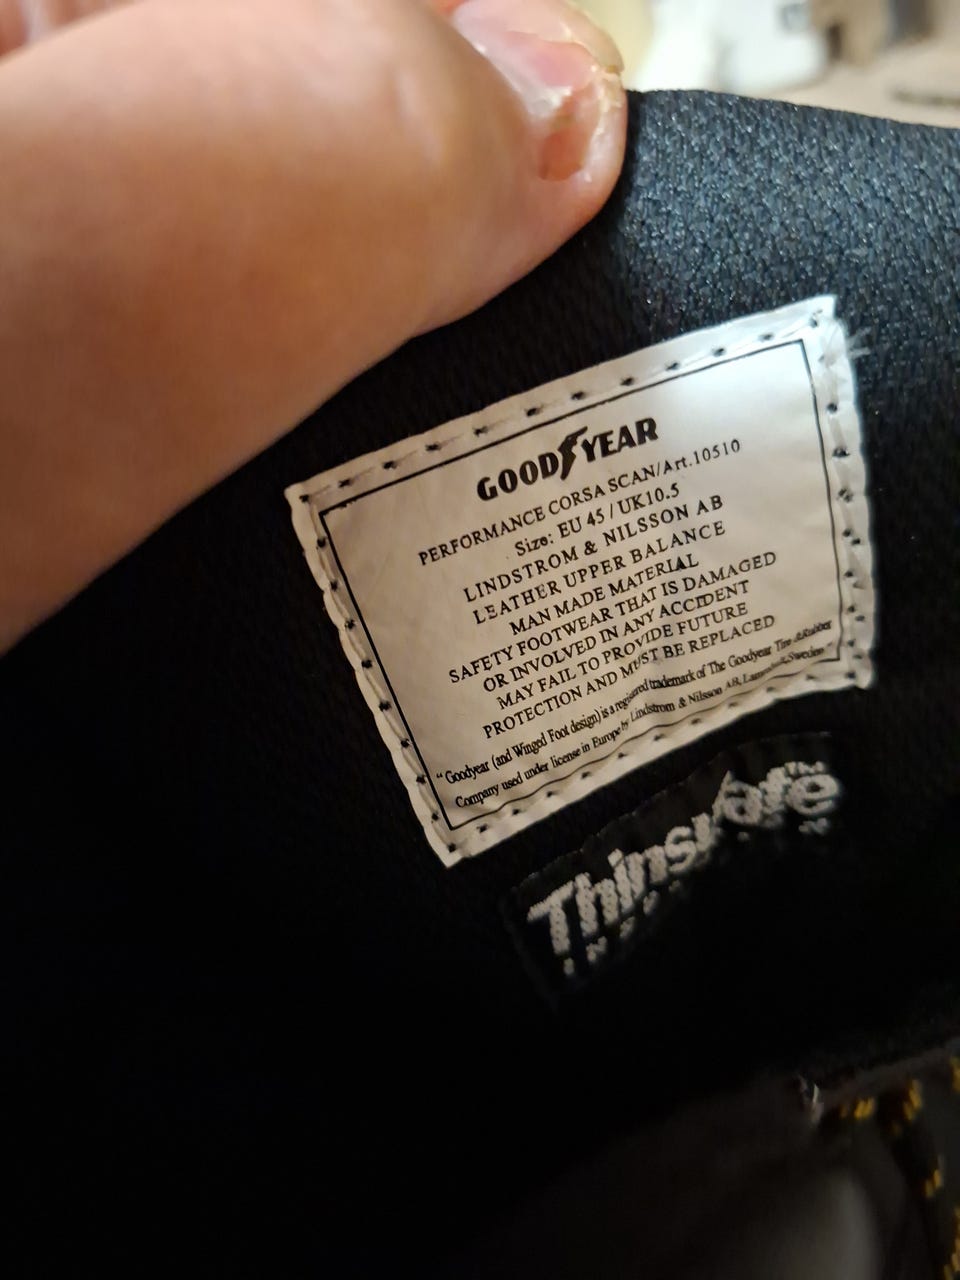 GOODYEAR
PERFORMANCE CORSA SCAN/Art.10510
Size: EU 45 / UK10.5
LINDSTROM & NILSSON AB
LEATHER UPPER BALANCE
MAN MADE MATERIAL
SAFETY FOOTWEAR THAT IS DAMAGED
OR INVOLVED IN ANY ACCIDENT
MAY FAIL TO PROVIDE FUTURE
PROTECTION AND MUST BE REPLACED
“Goodyear (and Winged Foot design) is a registered trademark of The Goodyear Tire & Rubber
Company used under license in Europe by Lindstrom & Nilsson AB, Sweden”
Thinsulate™